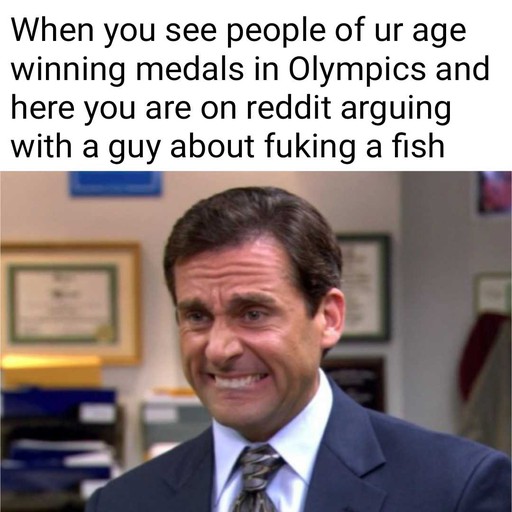 When you see people of ur age
winning medals in Olympics and
here you are on reddit arguing
with a guy about fuking a fish